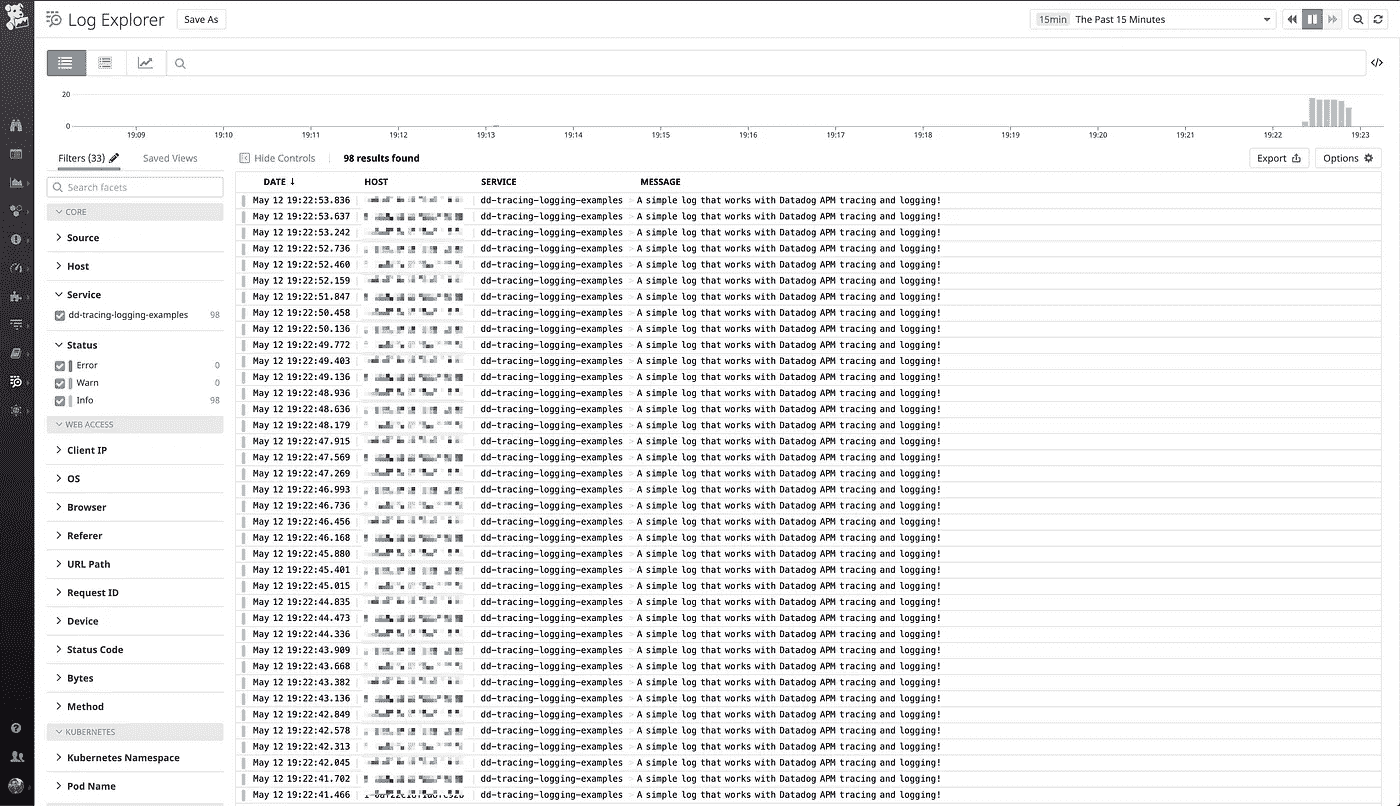 Log Explorer Save As 15min The Past 15 Minutes
20
0
19:09 19:10 19:11 19:12 19:13 19:14 19:15 19:16 19:17 19:18 19:19 19:20 19:21 19:22 19:23
Filters (33) Saved Views Hide Controls 98 results found Export Options
Search facets
CORE
Source
Host
Service
dd-tracing-logging-examples 98
Status
Error 0
Warn 0
Info 98
WEB ACCESS
Client IP
OS
Browser
Referer
URL Path
Request ID
Device
Status Code
Bytes
Method
KUBERNETES
Kubernetes Namespace
Pod Name
DATE ↓ HOST SERVICE MESSAGE
May 12 19:22:53.836 dd-tracing-logging-examples A simple log that works with Datadog APM tracing and logging!
May 12 19:22:53.637 dd-tracing-logging-examples A simple log that works with Datadog APM tracing and logging!
May 12 19:22:53.242 dd-tracing-logging-examples A simple log that works with Datadog APM tracing and logging!
May 12 19:22:52.736 dd-tracing-logging-examples A simple log that works with Datadog APM tracing and logging!
May 12 19:22:52.460 dd-tracing-logging-examples A simple log that works with Datadog APM tracing and logging!
May 12 19:22:52.159 dd-tracing-logging-examples A simple log that works with Datadog APM tracing and logging!
May 12 19:22:51.847 dd-tracing-logging-examples A simple log that works with Datadog APM tracing and logging!
May 12 19:22:50.458 dd-tracing-logging-examples A simple log that works with Datadog APM tracing and logging!
May 12 19:22:50.136 dd-tracing-logging-examples A simple log that works with Datadog APM tracing and logging!
May 12 19:22:49.772 dd-tracing-logging-examples A simple log that works with Datadog APM tracing and logging!
May 12 19:22:49.403 dd-tracing-logging-examples A simple log that works with Datadog APM tracing and logging!
May 12 19:22:49.136 dd-tracing-logging-examples A simple log that works with Datadog APM tracing and logging!
May 12 19:22:48.936 dd-tracing-logging-examples A simple log that works with Datadog APM tracing and logging!
May 12 19:22:48.636 dd-tracing-logging-examples A simple log that works with Datadog APM tracing and logging!
May 12 19:22:48.179 dd-tracing-logging-examples A simple log that works with Datadog APM tracing and logging!
May 12 19:22:47.915 dd-tracing-logging-examples A simple log that works with Datadog APM tracing and logging!
May 12 19:22:47.569 dd-tracing-logging-examples A simple log that works with Datadog APM tracing and logging!
May 12 19:22:47.269 dd-tracing-logging-examples A simple log that works with Datadog APM tracing and logging!
May 12 19:22:46.993 dd-tracing-logging-examples A simple log that works with Datadog APM tracing and logging!
May 12 19:22:46.736 dd-tracing-logging-examples A simple log that works with Datadog APM tracing and logging!
May 12 19:22:46.456 dd-tracing-logging-examples A simple log that works with Datadog APM tracing and logging!
May 12 19:22:46.168 dd-tracing-logging-examples A simple log that works with Datadog APM tracing and logging!
May 12 19:22:45.880 dd-tracing-logging-examples A simple log that works with Datadog APM tracing and logging!
May 12 19:22:45.401 dd-tracing-logging-examples A simple log that works with Datadog APM tracing and logging!
May 12 19:22:45.015 dd-tracing-logging-examples A simple log that works with Datadog APM tracing and logging!
May 12 19:22:44.835 dd-tracing-logging-examples A simple log that works with Datadog APM tracing and logging!
May 12 19:22:44.473 dd-tracing-logging-examples A simple log that works with Datadog APM tracing and logging!
May 12 19:22:44.336 dd-tracing-logging-examples A simple log that works with Datadog APM tracing and logging!
May 12 19:22:43.909 dd-tracing-logging-examples A simple log that works with Datadog APM tracing and logging!
May 12 19:22:43.668 dd-tracing-logging-examples A simple log that works with Datadog APM tracing and logging!
May 12 19:22:43.382 dd-tracing-logging-examples A simple log that works with Datadog APM tracing and logging!
May 12 19:22:43.136 dd-tracing-logging-examples A simple log that works with Datadog APM tracing and logging!
May 12 19:22:42.849 dd-tracing-logging-examples A simple log that works with Datadog APM tracing and logging!
May 12 19:22:42.578 dd-tracing-logging-examples A simple log that works with Datadog APM tracing and logging!
May 12 19:22:42.313 dd-tracing-logging-examples A simple log that works with Datadog APM tracing and logging!
May 12 19:22:42.045 dd-tracing-logging-examples A simple log that works with Datadog APM tracing and logging!
May 12 19:22:41.702 dd-tracing-logging-examples A simple log that works with Datadog APM tracing and logging!
May 12 19:22:41.466 dd-tracing-logging-examples A simple log that works with Datadog APM tracing and logging!